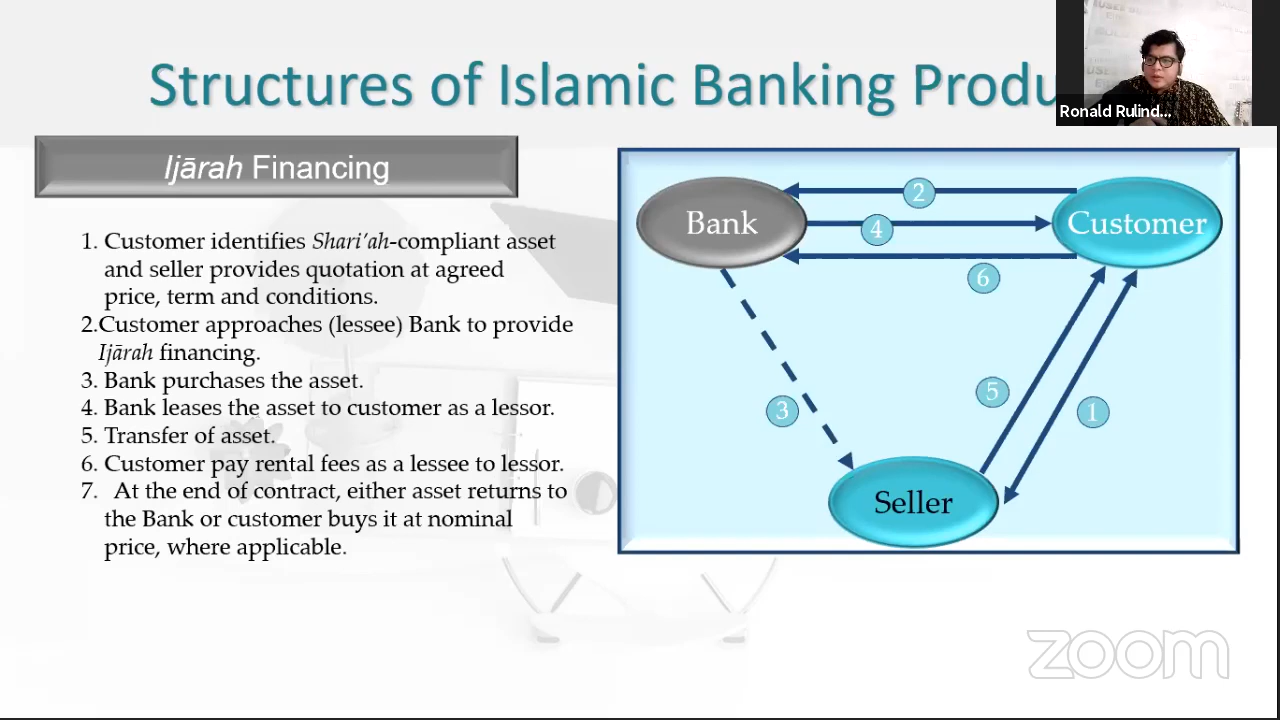 Structures of Islamic Banking Produ
Ronald Rulind...
Ijārah Financing
1. Customer identifies Shari'ah-compliant asset
and seller provides quotation at agreed
price, term and conditions.
2.Customer approaches (lessee) Bank to provide
Ijārah financing.
3. Bank purchases the asset.
4. Bank leases the asset to customer as a lessor.
5. Transfer of asset.
6. Customer pay rental fees as a lessee to lessor.
7. At the end of contract, either asset returns to
the Bank or customer buys it at nominal
price, where applicable.
Bank
2
4
6
Customer
3
5
1
Seller
zoom